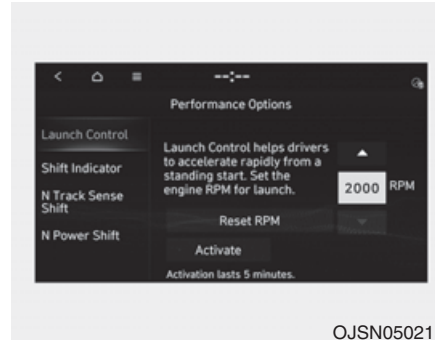 --:--
Performance Options
Launch Control
Shift Indicator
N Track Sense
Shift
N Power Shift
Launch Control helps drivers
to accelerate rapidly from a
standing start. Set the
engine RPM for launch.
2000 RPM
Reset RPM
Activate
Activation lasts 5 minutes.
OJSN05021